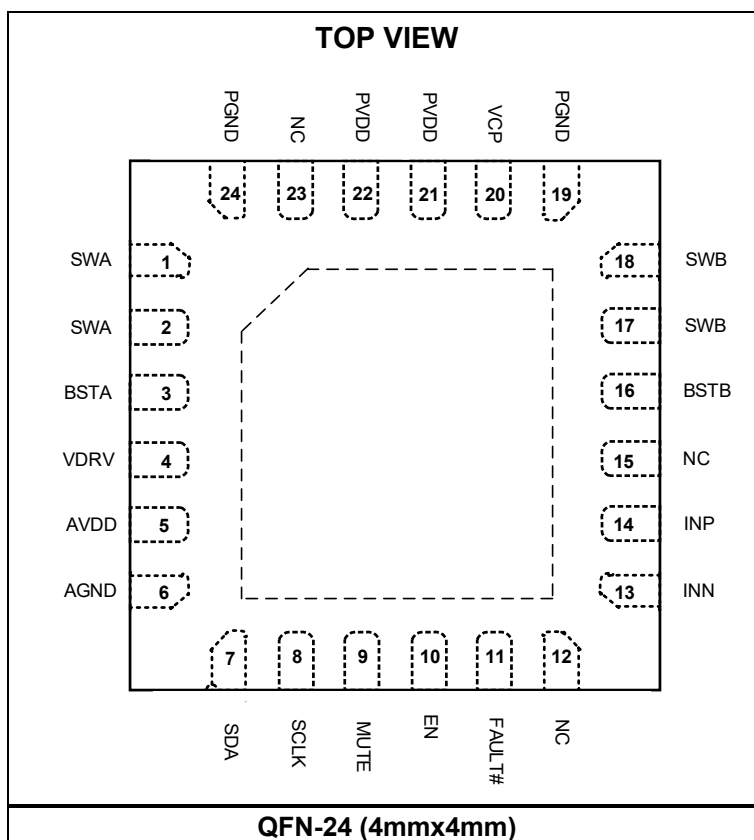 TOP VIEW
PGND NC PVDD PVDD VCP PGND
24 23 22 21 20 19
SWA 1 18 SWB
SWA 2 17 SWB
BSTA 3 16 BSTB
VDRV 4 15 NC
AVDD 5 14 INP
AGND 6 13 INN
7 8 9 10 11 12
SDA SCLK MUTE EN FAULT# NC
QFN-24 (4mmx4mm)